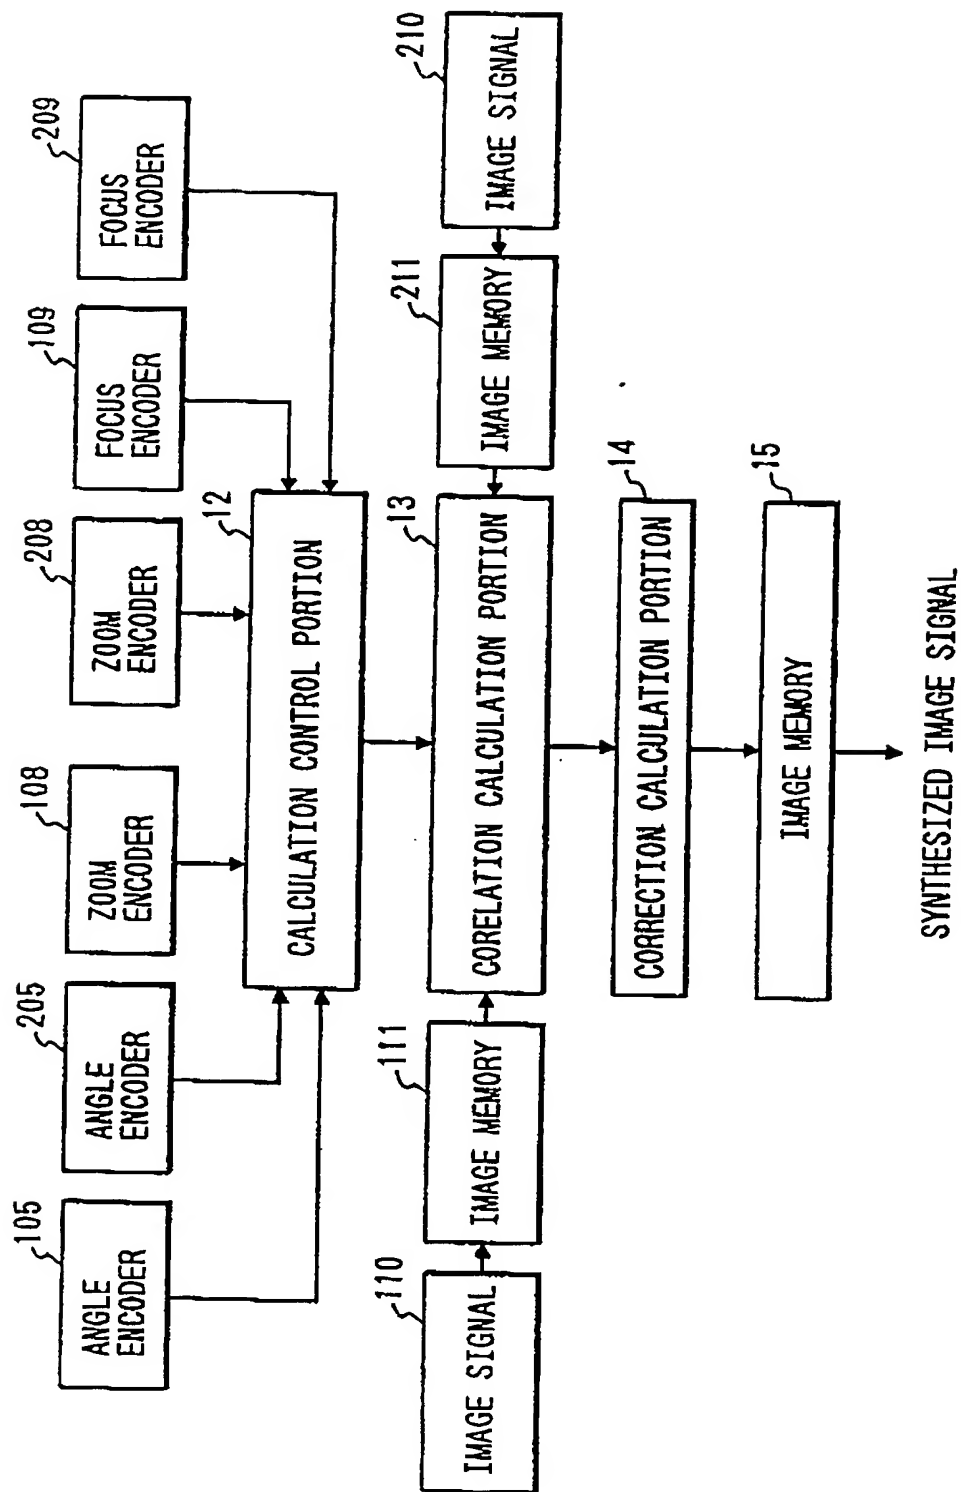 105
ANGLE
ENCODER
205
ANGLE
ENCODER
108
ZOOM
ENCODER
208
ZOOM
ENCODER
109
FOCUS
ENCODER
209
FOCUS
ENCODER
12
CALCULATION CONTROL PORTION
110
IMAGE SIGNAL
111
IMAGE MEMORY
13
CORELATION CALCULATION PORTION
211
IMAGE MEMORY
210
IMAGE SIGNAL
14
CORRECTION CALCULATION PORTION
15
IMAGE MEMORY
SYNTHESIZED IMAGE SIGNAL